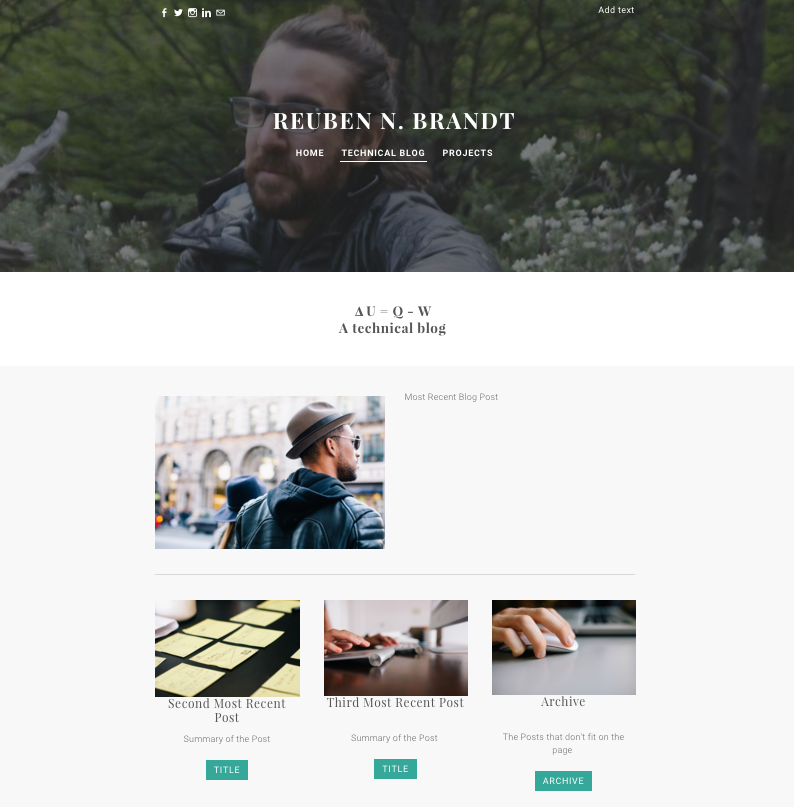 Add text
REUBEN N. BRANDT
HOME TECHNICAL BLOG PROJECTS
Δ U = Q - W
A technical blog
Most Recent Blog Post
Second Most Recent
Post
Summary of the Post
TITLE
Third Most Recent Post
Summary of the Post
TITLE
Archive
The Posts that don't fit on the
page
ARCHIVE